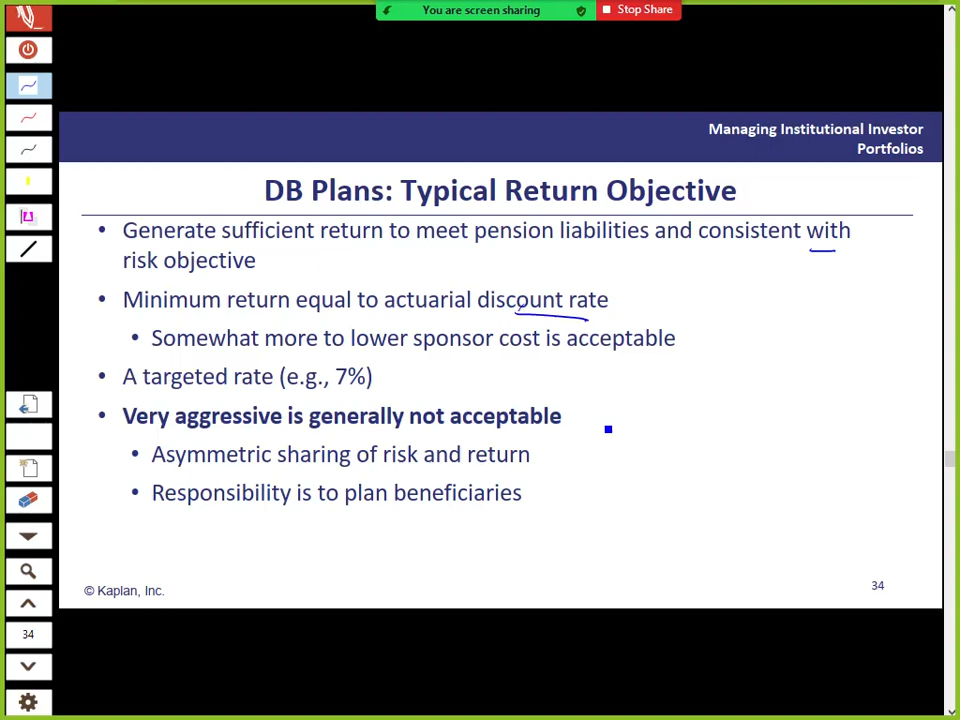 You are screen sharing
Stop Share
Managing Institutional Investor
Portfolios
DB Plans: Typical Return Objective
• Generate sufficient return to meet pension liabilities and consistent with
risk objective
• Minimum return equal to actuarial discount rate
• Somewhat more to lower sponsor cost is acceptable
• A targeted rate (e.g., 7%)
• Very aggressive is generally not acceptable
• Asymmetric sharing of risk and return
• Responsibility is to plan beneficiaries
© Kaplan, Inc.
34
34